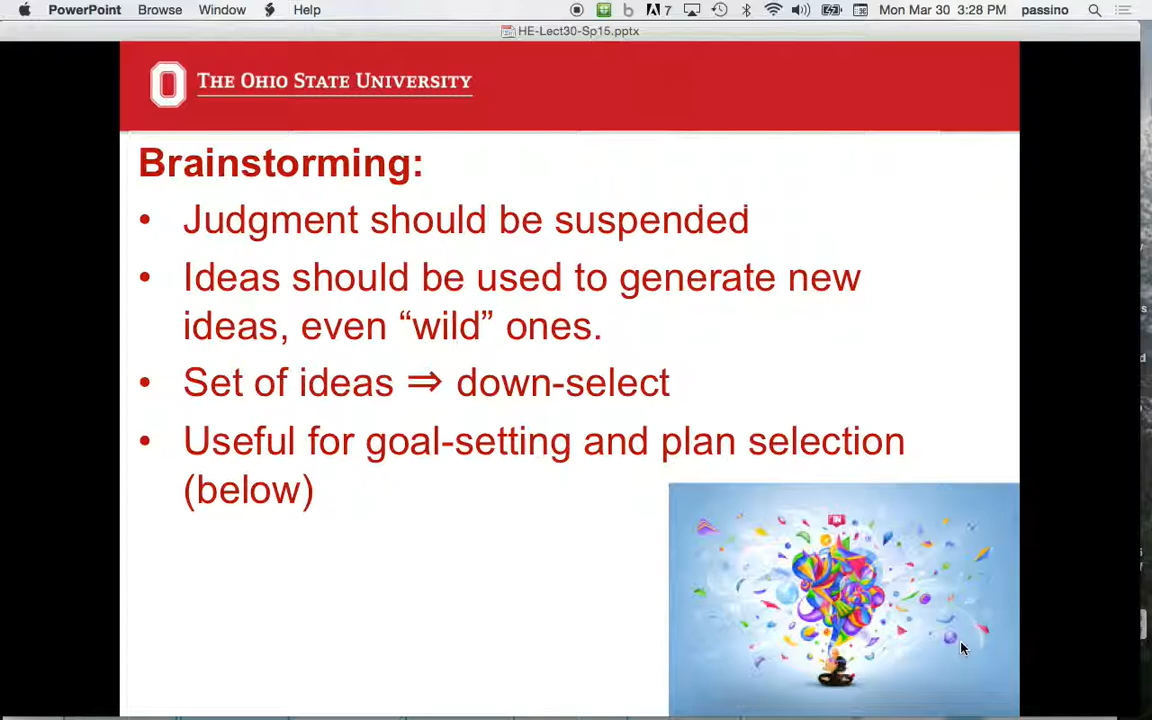 PowerPoint Browse Window Help 7 Mon Mar 30 3:28 PM passino
HE-Lect30-Sp15.pptx
THE OHIO STATE UNIVERSITY
Brainstorming:
• Judgment should be suspended
• Ideas should be used to generate new
ideas, even “wild” ones.
• Set of ideas ⇒ down-select
• Useful for goal-setting and plan selection
(below)
IN